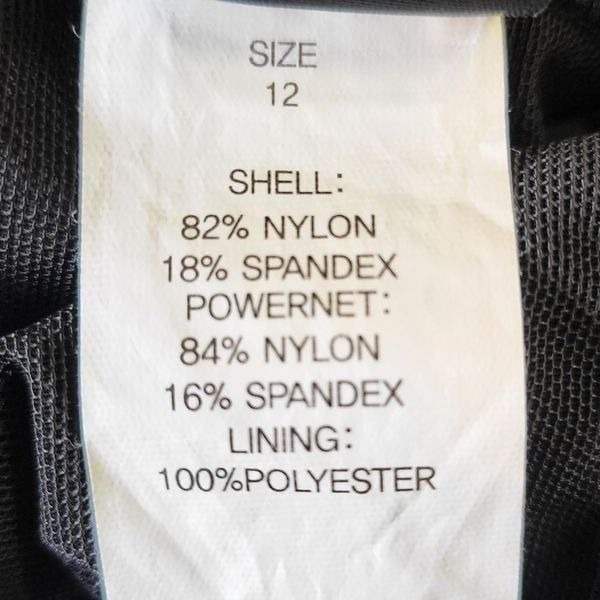 SIZE
12
SHELL:
82% NYLON
18% SPANDEX
POWERNET:
84% NYLON
16% SPANDEX
LINING:
100%POLYESTER